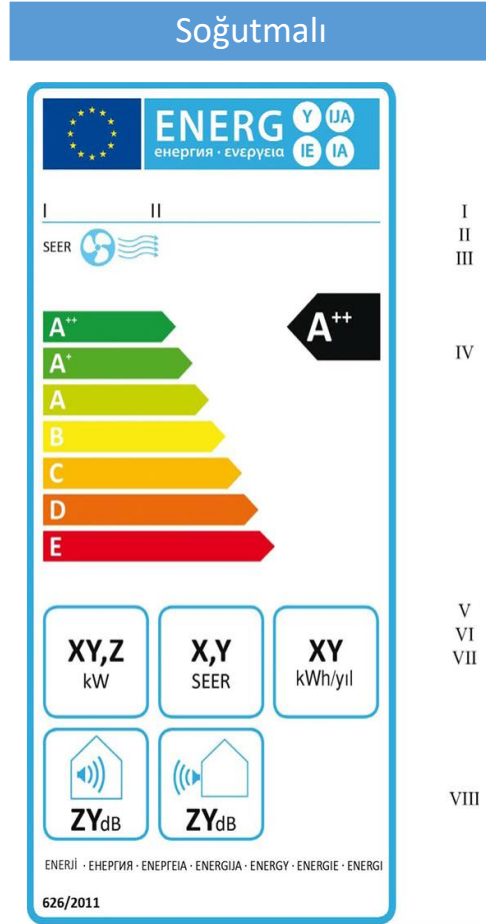 Soğutmalı
ENERG Y IJA
енергия · ενεργεια IE IA
I II
I
II
SEER
III
A++
A++
IV
A+
A
B
C
D
E
V
VI
VII
XY,Z X,Y XY
kW SEER kWh/yıl
VIII
ZYdB ZYdB
ENERJİ · ЕНЕРГИЯ · ΕΝΕΡΓΕΙΑ · ENERGIJA · ENERGY · ENERGIE · ENERGI
626/2011